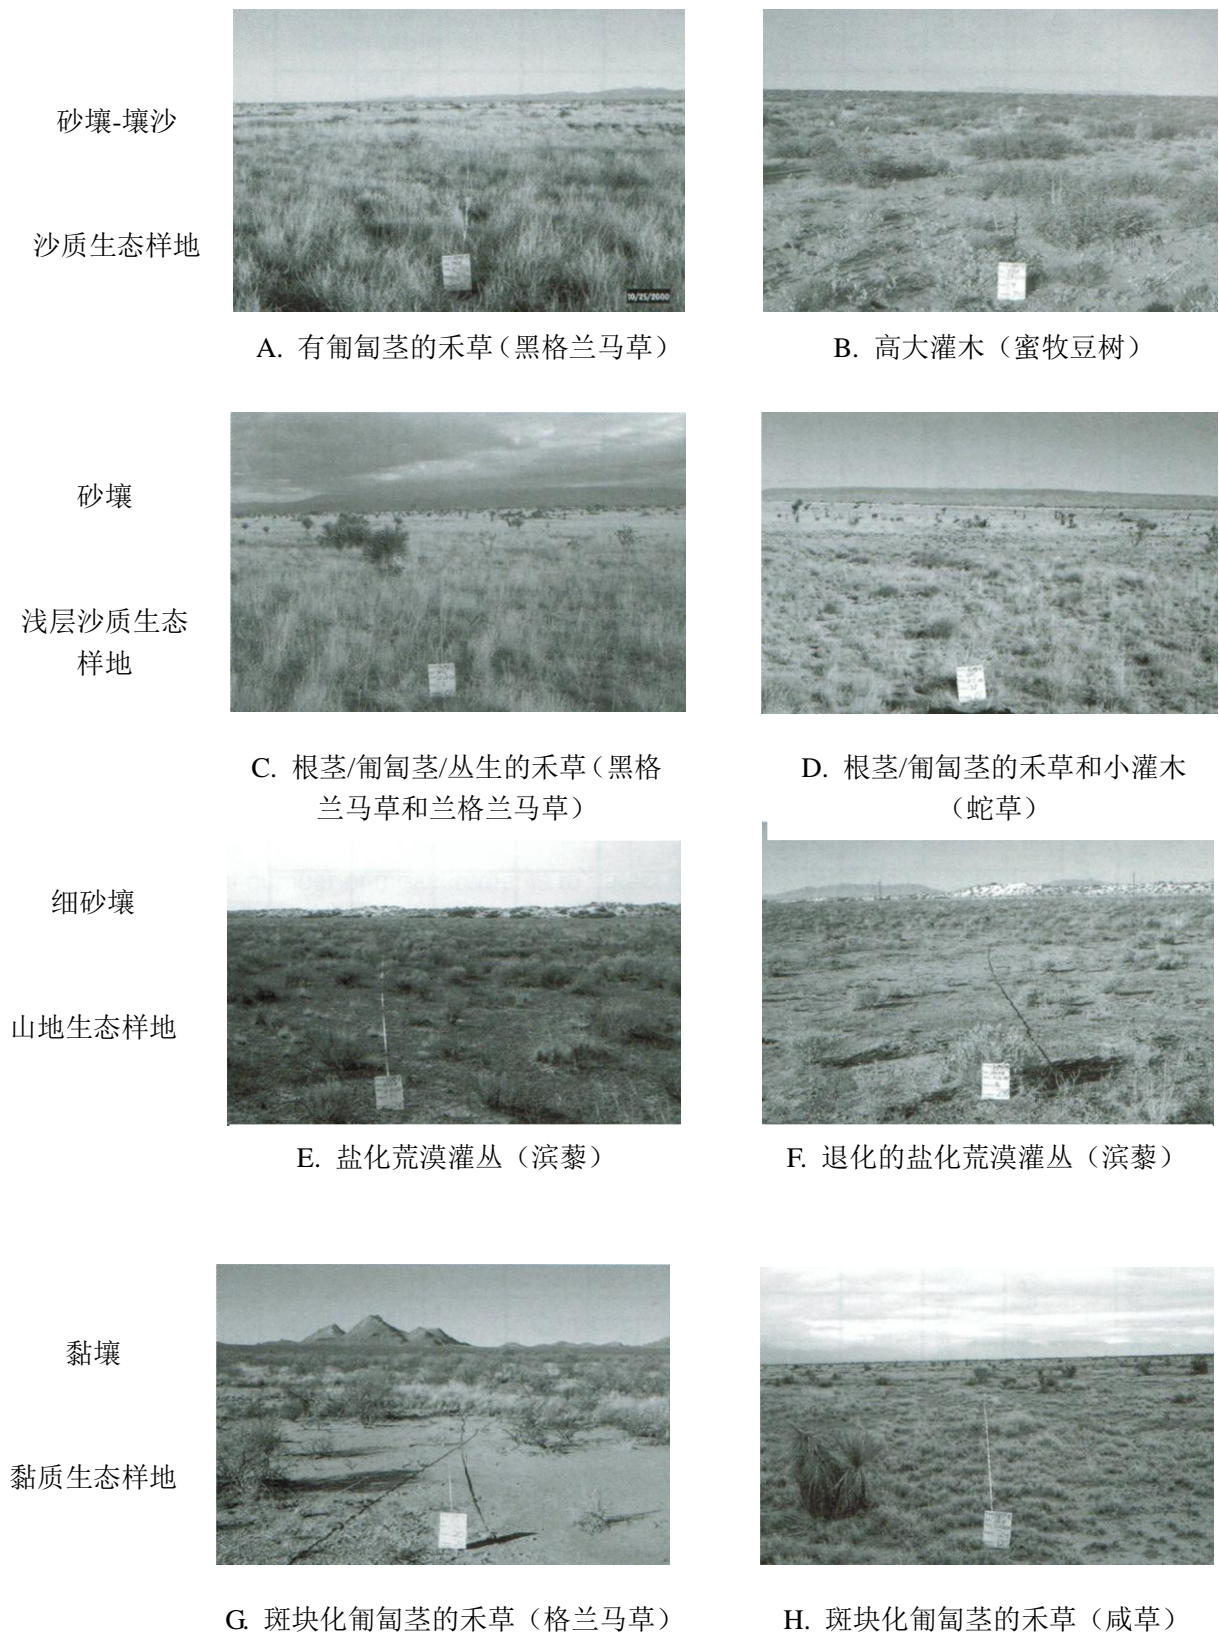 砂壤-壤沙
沙质生态样地
10/25/2000
A. 有匍匐茎的禾草（黑格兰马草）
B. 高大灌木（蜜牧豆树）
砂壤
浅层沙质生态
样地
C. 根茎/匍匐茎/丛生的禾草（黑格
兰马草和兰格兰马草）
D. 根茎/匍匐茎的禾草和小灌木
（蛇草）
细砂壤
山地生态样地
E. 盐化荒漠灌丛（滨藜）
F. 退化的盐化荒漠灌丛（滨藜）
黏壤
黏质生态样地
G. 斑块化匍匐茎的禾草（格兰马草）
H. 斑块化匍匐茎的禾草（咸草）